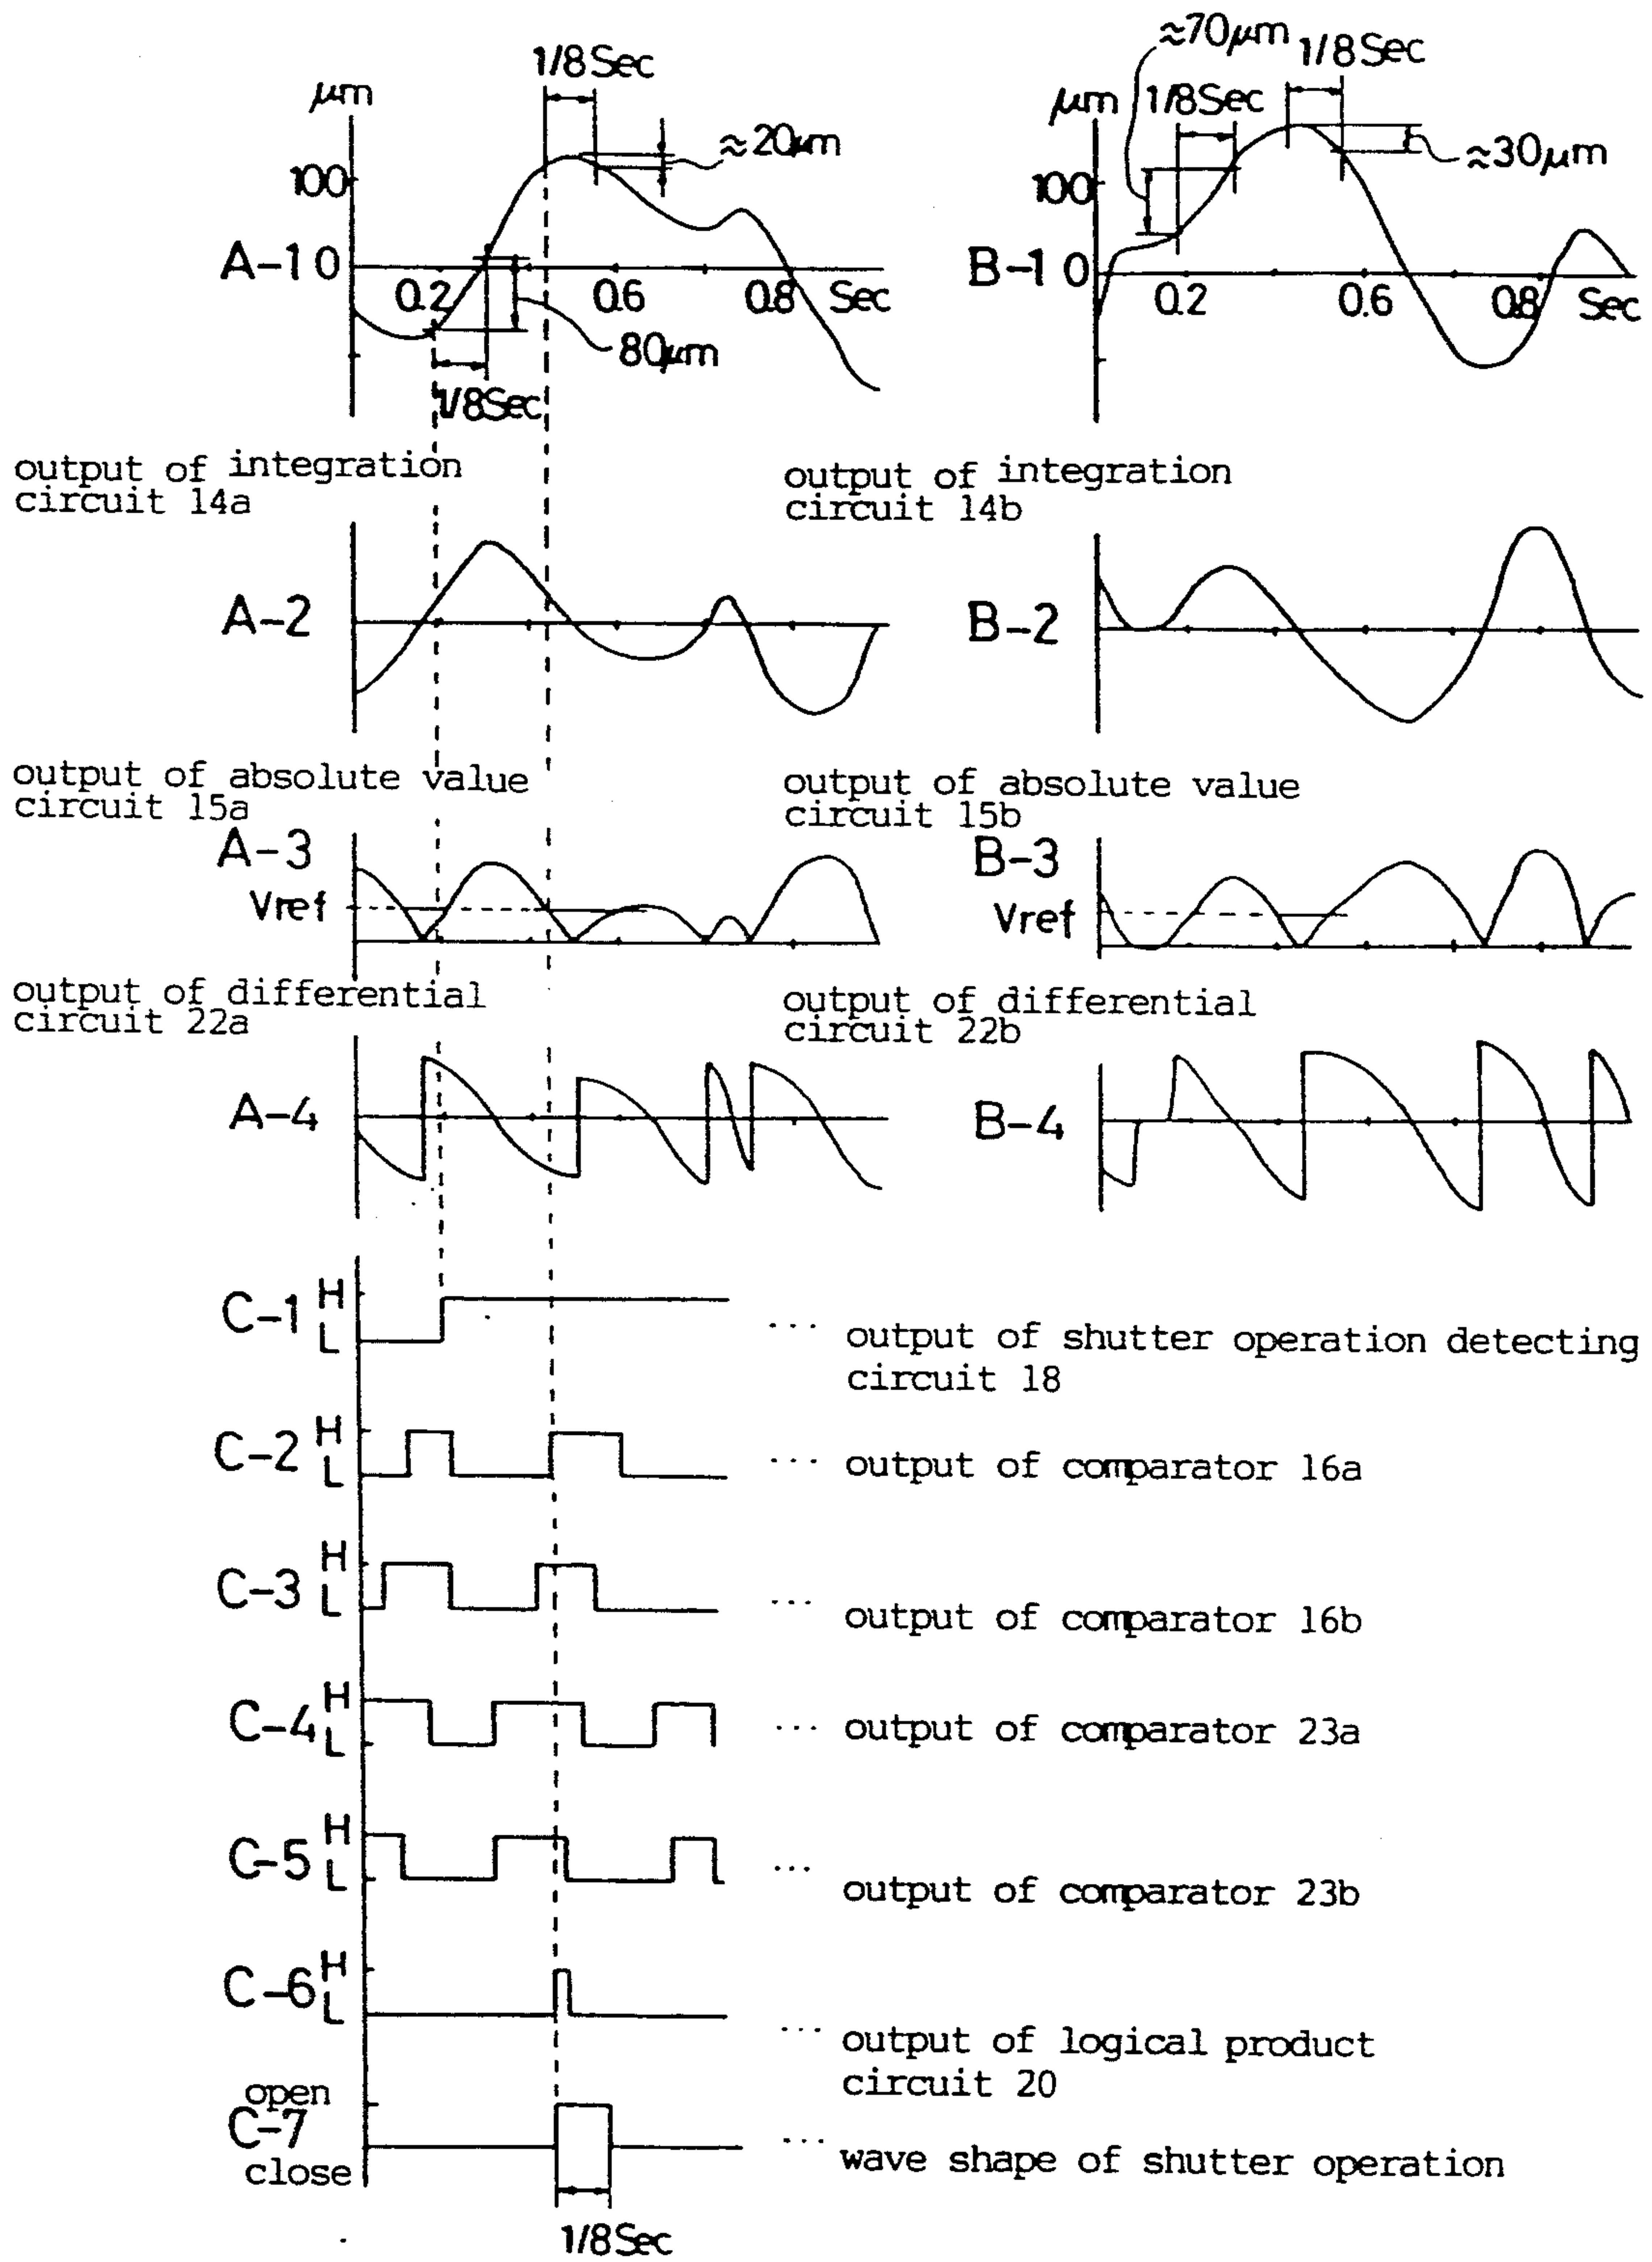 ≈70μm
1/8Sec
1/8Sec
μm
μm
1/8Sec
≈20μm
≈30μm
100
100
A-1
0
B-1
0
0.2
0.6
0.8
Sec
0.2
0.6
0.8
Sec
80μm
1/8Sec
output of integration
circuit 14a
output of integration
circuit 14b
A-2
B-2
output of absolute value
circuit 15a
output of absolute value
circuit 15b
A-3
B-3
Vref
Vref
output of differential
circuit 22a
output of differential
circuit 22b
A-4
B-4
C-1
H
L
... output of shutter operation detecting
circuit 18
C-2
H
L
... output of comparator 16a
C-3
H
L
... output of comparator 16b
C-4
H
L
... output of comparator 23a
C-5
H
L
... output of comparator 23b
C-6
H
L
... output of logical product
circuit 20
open
C-7
close
... wave shape of shutter operation
1/8Sec